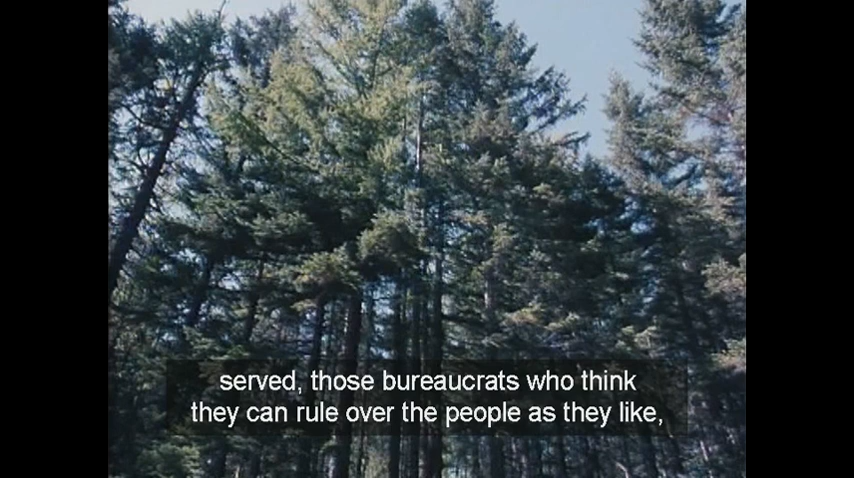 served, those bureaucrats who think
they can rule over the people as they like,